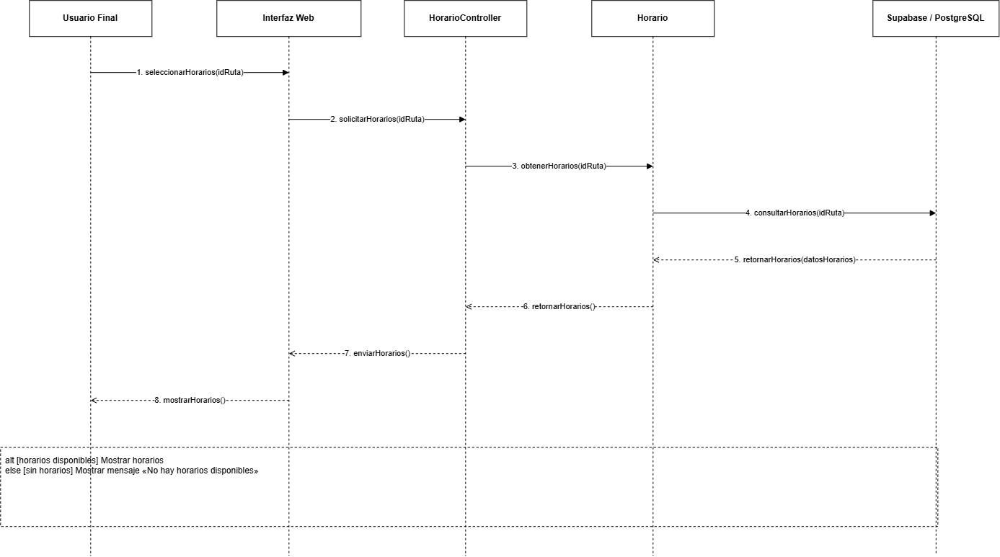 Usuario Final
Interfaz Web
HorarioController
Horario
Supabase / PostgreSQL
1. seleccionarHorarios(idRuta)
2. solicitarHorarios(idRuta)
3. obtenerHorarios(idRuta)
4. consultarHorarios(idRuta)
5. retornarHorarios(datosHorarios)
6. retornarHorarios()
7. enviarHorarios()
8. mostrarHorarios()
alt [horarios disponibles] Mostrar horarios
else [sin horarios] Mostrar mensaje «No hay horarios disponibles»